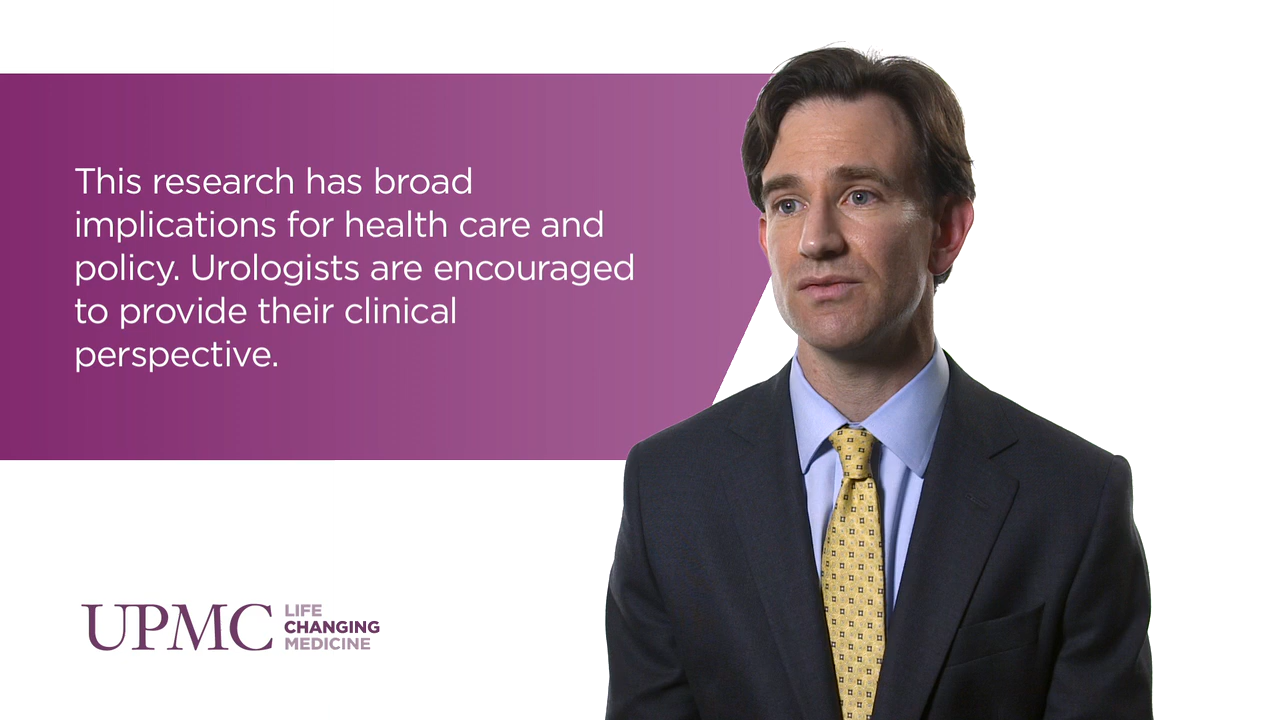 This research has broad
implications for health care and
policy. Urologists are encouraged
to provide their clinical
perspective.
UPMC
LIFE
CHANGING
MEDICINE